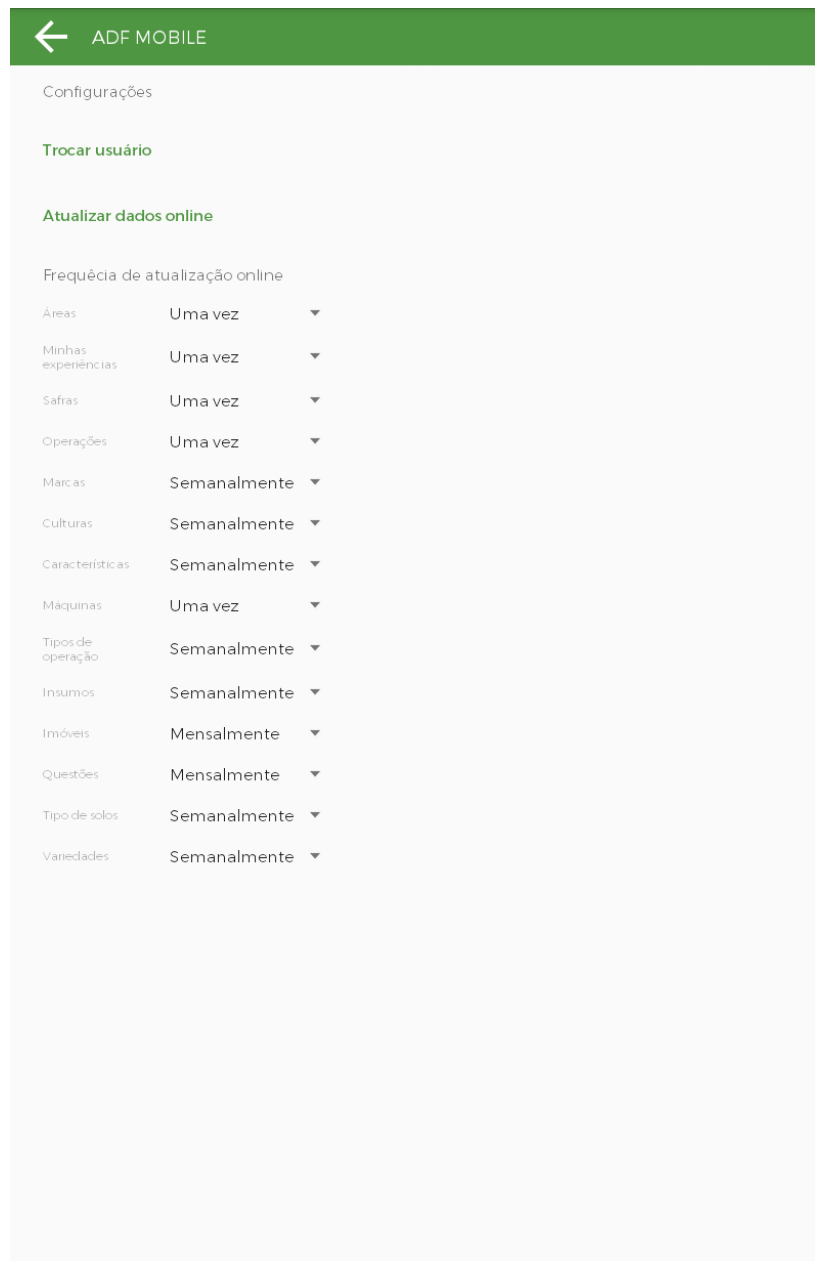 ADF MOBILE
Configurações
Trocar usuário
Atualizar dados online
Frequêcia de atualização online
Áreas Uma vez
Minhas
experiências Uma vez
Safras Uma vez
Operações Uma vez
Marcas Semanalmente
Culturas Semanalmente
Características Semanalmente
Máquinas Uma vez
Tipos de
operação Semanalmente
Insumos Semanalmente
Imóveis Mensalmente
Questões Mensalmente
Tipo de solos Semanalmente
Variedades Semanalmente